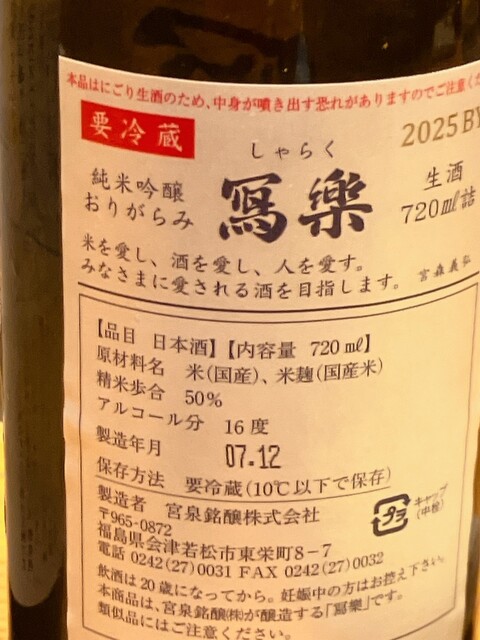 本品はにごり生酒のため、中身が噴き出す恐れがありますのでご注意くだ
要冷蔵
2025BY
しゃらく
純米吟醸
おりがらみ
寫樂
生酒
720㎖詰
米を愛し、酒を愛し、人を愛す。
みなさまに愛される酒を目指します。
宮森義弘
【品目 日本酒】【内容量 720㎖】
原材料名 米(国産)、米麹(国産米)
精米歩合 50%
アルコール分 16度
製造年月 07.12
保存方法 要冷蔵(10℃以下で保存)
製造者 宮泉銘醸株式会社
〒965-0872
福島県会津若松市東栄町8-7
電話 0242(27)0031 FAX 0242(27)0032
プラ
キャップ
(中栓)
飲酒は20歳になってから。妊娠中の方はお控え下さい。
本商品は、宮泉銘醸㈱が醸造する「寫樂」です。
類似品にはご注意ください。